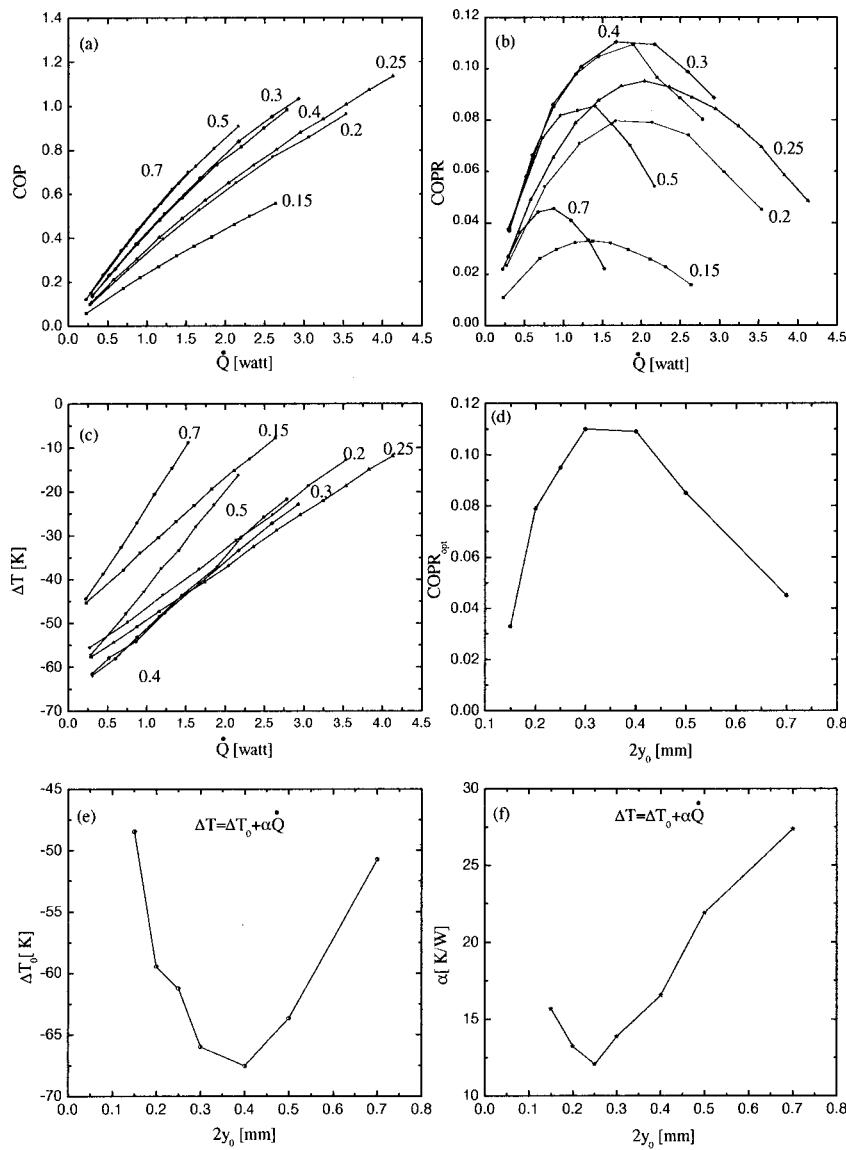 (a)
1.4
1.2
1.0
0.8
0.6
0.4
0.2
0.0
COP
0.7
0.5
0.3
0.4
0.25
0.2
0.15
0.0 0.5 1.0 1.5 2.0 2.5 3.0 3.5 4.0 4.5
Q̇ [watt]
(b)
0.12
0.10
0.08
0.06
0.04
0.02
0.00
COPR
0.4
0.3
0.25
0.5
0.2
0.7
0.15
0.0 0.5 1.0 1.5 2.0 2.5 3.0 3.5 4.0 4.5
Q̇ [watt]
(c)
0
-10
-20
-30
-40
-50
-60
-70
ΔT [K]
0.7
0.15
0.2
0.25
0.5
0.3
0.4
0.0 0.5 1.0 1.5 2.0 2.5 3.0 3.5 4.0 4.5
Q̇ [watt]
(d)
0.12
0.10
0.08
0.06
0.04
0.02
0.00
COPR_opt
0.1 0.2 0.3 0.4 0.5 0.6 0.7 0.8
2y₀ [mm]
(e)
ΔT=ΔT₀+αQ̇
-45
-50
-55
-60
-65
-70
ΔT₀[ K]
0.0 0.1 0.2 0.3 0.4 0.5 0.6 0.7 0.8
2y₀ [mm]
(f)
ΔT=ΔT₀+αQ̇
30
25
20
15
10
α[ K/W]
0.0 0.1 0.2 0.3 0.4 0.5 0.6 0.7 0.8
2y₀ [mm]